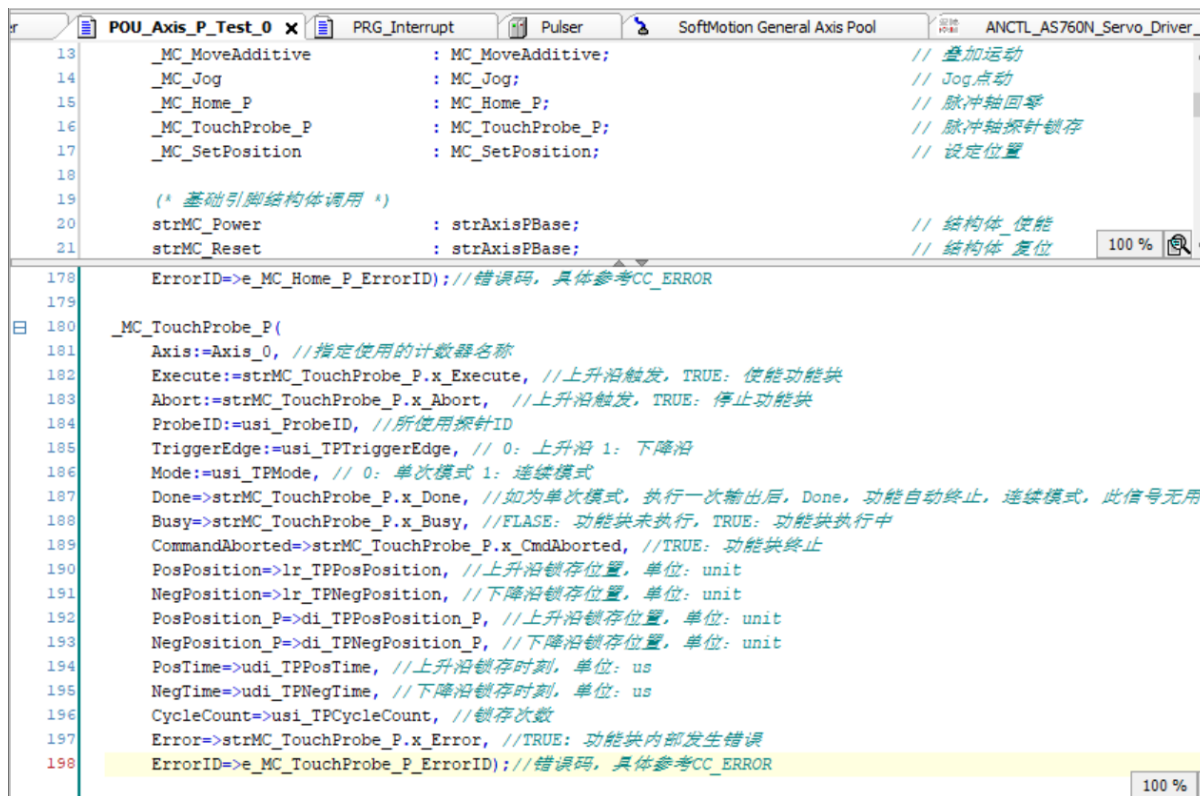 r POU_Axis_P_Test_0 x PRG_Interrupt Pulser SoftMotion General Axis Pool ANCTL_AS760N_Servo_Driver_
13 _MC_MoveAdditive : MC_MoveAdditive; // 叠加运动
14 _MC_Jog : MC_Jog; // Jog点动
15 _MC_Home_P : MC_Home_P; // 脉冲轴回零
16 _MC_TouchProbe_P : MC_TouchProbe_P; // 脉冲轴探针锁存
17 _MC_SetPosition : MC_SetPosition; // 设定位置
18
19 (* 基础引脚结构体调用 *)
20 strMC_Power : strAxisPBase; // 结构体_使能
21 strMC_Reset : strAxisPBase; // 结构体_复位
100 %
178 ErrorID=>e_MC_Home_P_ErrorID);//错误码，具体参考CC_ERROR
179
180 _MC_TouchProbe_P(
181 Axis:=Axis_0, //指定使用的计数器名称
182 Execute:=strMC_TouchProbe_P.x_Execute, //上升沿触发，TRUE：使能功能块
183 Abort:=strMC_TouchProbe_P.x_Abort, //上升沿触发，TRUE：停止功能块
184 ProbeID:=usi_ProbeID, //所使用探针ID
185 TriggerEdge:=usi_TPTriggerEdge, // 0：上升沿 1：下降沿
186 Mode:=usi_TPMode, // 0：单次模式 1：连续模式
187 Done=>strMC_TouchProbe_P.x_Done, //如为单次模式，执行一次输出后，Done，功能自动终止，连续模式，此信号无用
188 Busy=>strMC_TouchProbe_P.x_Busy, //FLASE：功能块未执行，TRUE：功能块执行中
189 CommandAborted=>strMC_TouchProbe_P.x_CmdAborted, //TRUE：功能块终止
190 PosPosition=>lr_TPPosPosition, //上升沿锁存位置，单位：unit
191 NegPosition=>lr_TPNegPosition, //下降沿锁存位置，单位：unit
192 PosPosition_P=>di_TPPosPosition_P, //上升沿锁存位置，单位：unit
193 NegPosition_P=>di_TPNegPosition_P, //下降沿锁存位置，单位：unit
194 PosTime=>udi_TPPosTime, //上升沿锁存时刻，单位：us
195 NegTime=>udi_TPNegTime, //下降沿锁存时刻，单位：us
196 CycleCount=>usi_TPCycleCount, //锁存次数
197 Error=>strMC_TouchProbe_P.x_Error, //TRUE：功能块内部发生错误
198 ErrorID=>e_MC_TouchProbe_P_ErrorID);//错误码，具体参考CC_ERROR
100 %